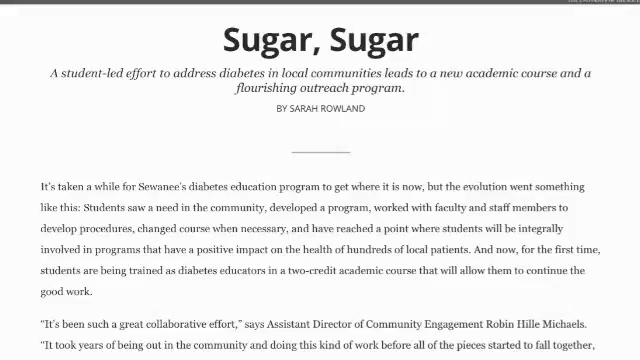 Sugar, Sugar
A student-led effort to address diabetes in local communities leads to a new academic course and a
flourishing outreach program.
BY SARAH ROWLAND
It's taken a while for Sewanee's diabetes education program to get where it is now, but the evolution went something
like this: Students saw a need in the community, developed a program, worked with faculty and staff members to
develop procedures, changed course when necessary, and have reached a point where students will be integrally
involved in programs that have a positive impact on the health of hundreds of local patients. And now, for the first time,
students are being trained as diabetes educators in a two-credit academic course that will allow them to continue the
good work.
“It's been such a great collaborative effort,” says Assistant Director of Community Engagement Robin Hille Michaels.
“It took years of being out in the community and doing this kind of work before all of the pieces started to fall together,